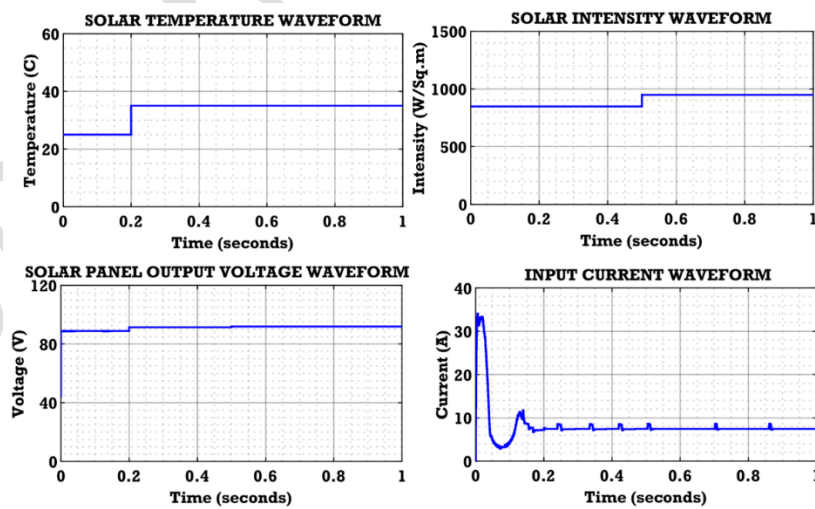 SOLAR TEMPERATURE WAVEFORM
60
40
20
0
Temperature (C)
0 0.2 0.4 0.6 0.8 1
Time (seconds)
SOLAR INTENSITY WAVEFORM
1500
1000
500
0
Intensity (W/Sq.m)
0 0.2 0.4 0.6 0.8 1
Time (seconds)
SOLAR PANEL OUTPUT VOLTAGE WAVEFORM
120
80
40
0
Voltage (V)
0 0.2 0.4 0.6 0.8 1
Time (seconds)
INPUT CURRENT WAVEFORM
40
30
20
10
0
Current (A)
0 0.2 0.4 0.6 0.8 1
Time (seconds)